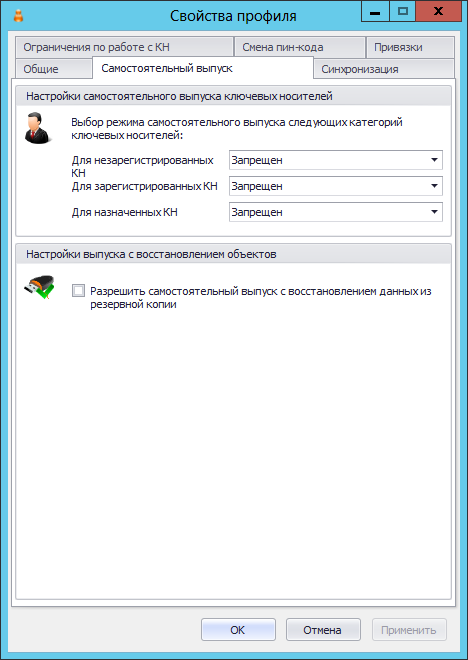 Свойства профиля
Ограничения по работе с КН
Смена пин-кода
Привязки
Общие
Самостоятельный выпуск
Синхронизация
Настройки самостоятельного выпуска ключевых носителей
Выбор режима самостоятельного выпуска следующих категорий
ключевых носителей:
Для незарегистрированных
КН
Запрещен
Для зарегистрированных КН
Запрещен
Для назначенных КН
Запрещен
Настройки выпуска с восстановлением объектов
Разрешить самостоятельный выпуск с восстановлением данных из
резервной копии
ОК
Отмена
Применить